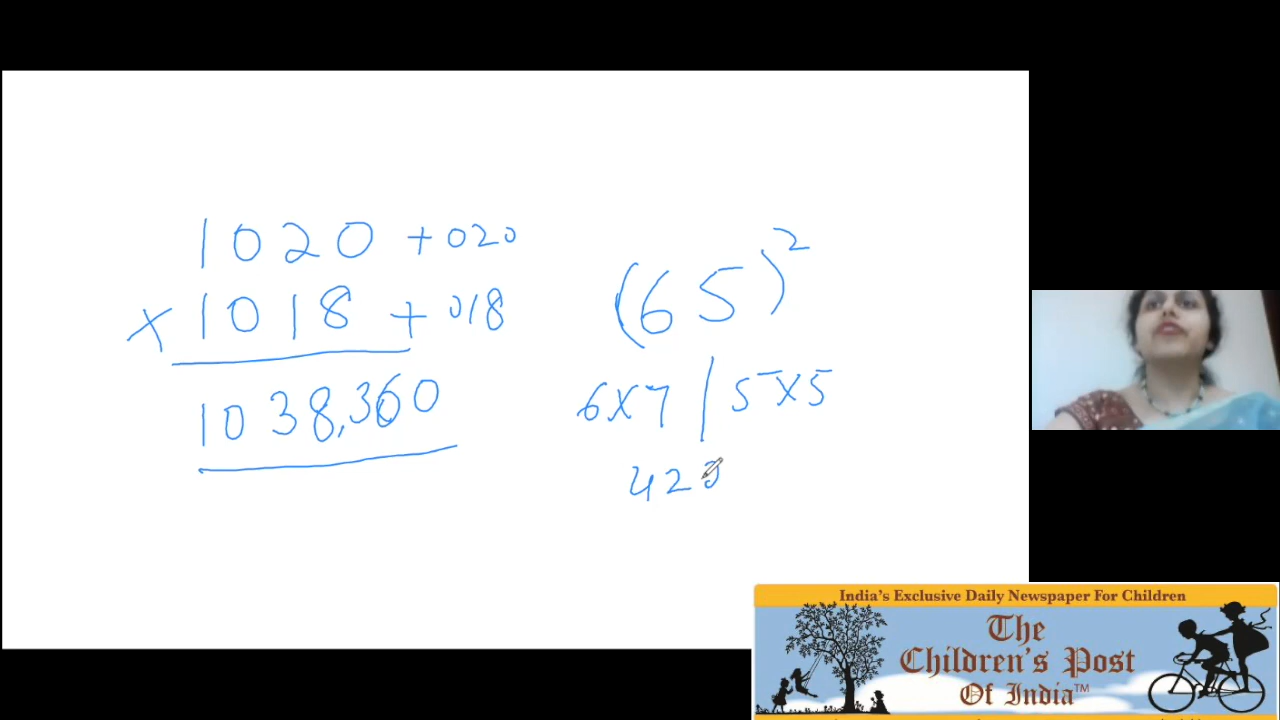 1020 +020
×1018 +018
1038,360
(65)²
6×7 | 5×5
42
India's Exclusive Daily Newspaper For Children
The
Children's Post
Of India™